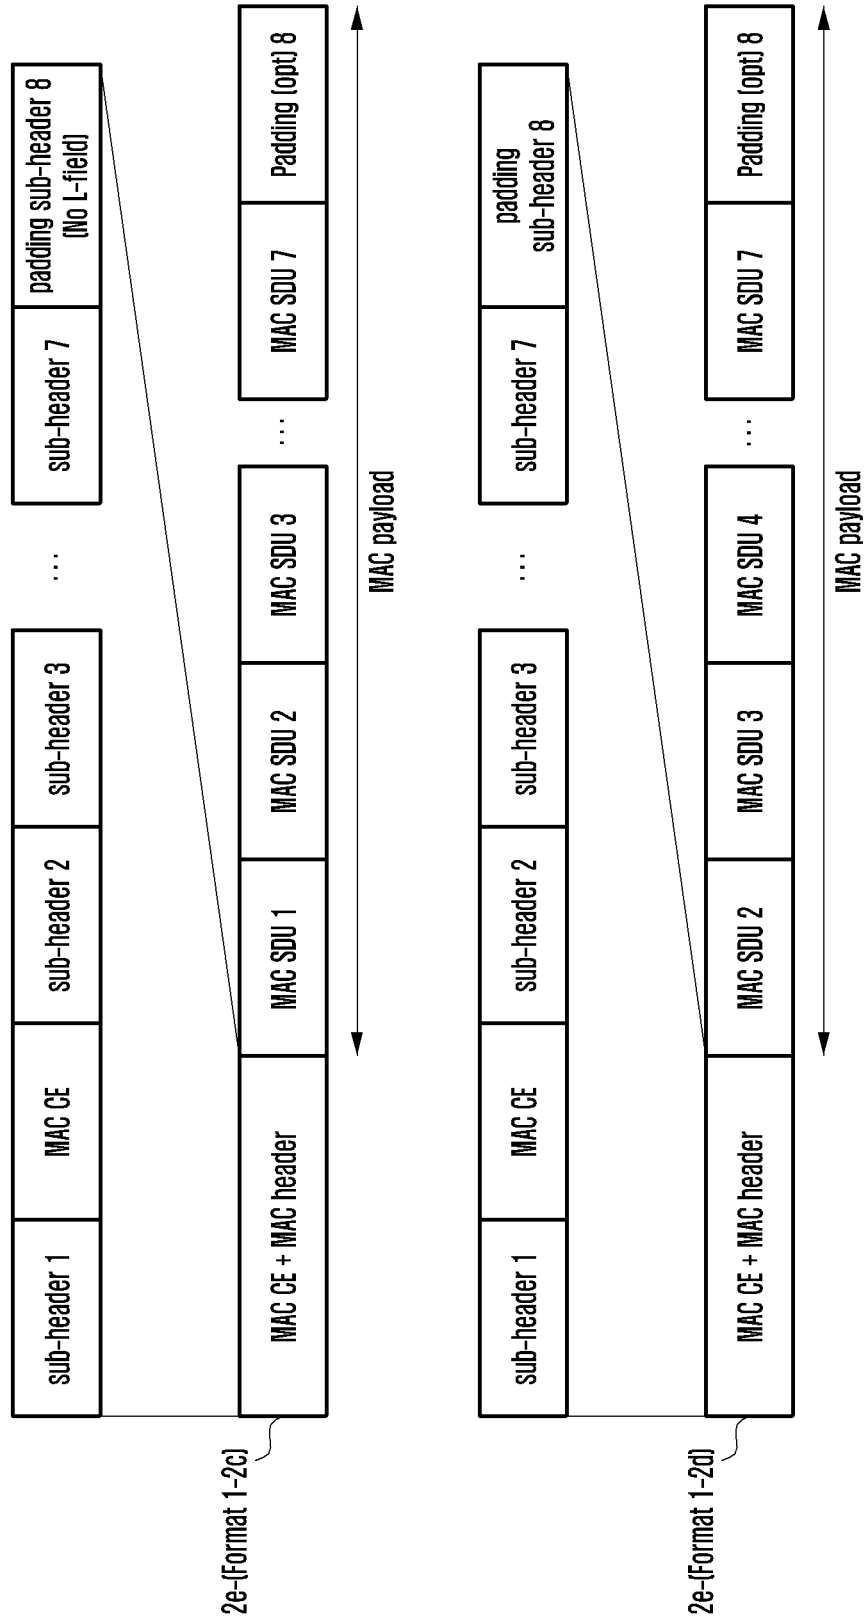 sub-header 1
MAC CE
sub-header 2
sub-header 3
...
sub-header 7
padding sub-header 8
(No L-field)
2e-(Format 1-2c)
MAC CE + MAC header
MAC SDU 1
MAC SDU 2
MAC SDU 3
...
MAC SDU 7
Padding (opt) 8
MAC payload
sub-header 1
MAC CE
sub-header 2
sub-header 3
...
sub-header 7
padding
sub-header 8
2e-(Format 1-2d)
MAC CE + MAC header
MAC SDU 2
MAC SDU 3
MAC SDU 4
...
MAC SDU 7
Padding (opt) 8
MAC payload